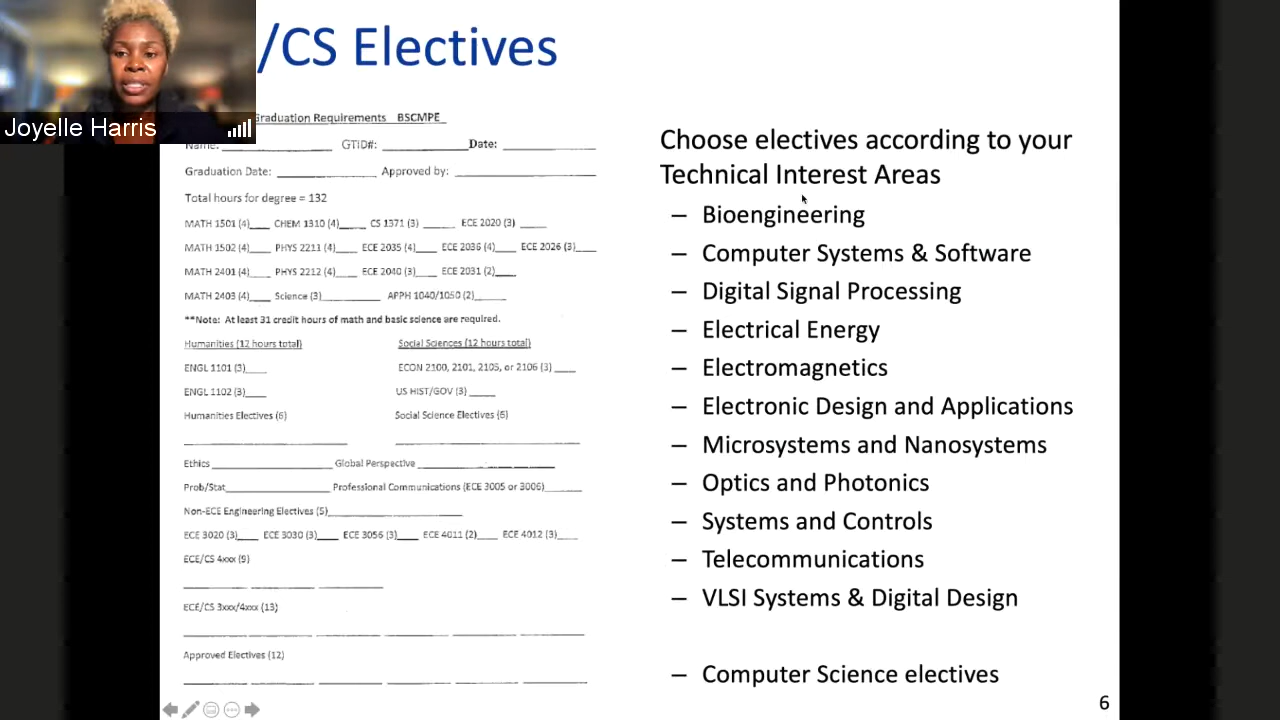 /CS Electives
Joyelle Harris
Graduation Requirements BSCMPE
Name: GTID#: Date:
Graduation Date: Approved by:
Total hours for degree = 132
MATH 1501 (4) CHEM 1310 (4) CS 1371 (3) ECE 2020 (3)
MATH 1502 (4) PHYS 2211 (4) ECE 2035 (4) ECE 2036 (4) ECE 2026 (3)
MATH 2401 (4) PHYS 2212 (4) ECE 2040 (3) ECE 2031 (2)
MATH 2403 (4) Science (3) APPH 1040/1050 (2)
**Note: At least 31 credit hours of math and basic science are required.
Humanities (12 hours total) Social Sciences (12 hours total)
ENGL 1101 (3) ECON 2100, 2101, 2105, or 2106 (3)
ENGL 1102 (3) US HIST/GOV (3)
Humanities Electives (6) Social Science Electives (6)
Ethics Global Perspective
Prob/Stat Professional Communications (ECE 3005 or 3006)
Non-ECE Engineering Electives (5)
ECE 3020 (3) ECE 3030 (3) ECE 3056 (3) ECE 4011 (2) ECE 4012 (3)
ECE/CS 4xxx (9)
ECE/CS 3xxx/4xxx (13)
Approved Electives (12)
Choose electives according to your
Technical Interest Areas
– Bioengineering
– Computer Systems & Software
– Digital Signal Processing
– Electrical Energy
– Electromagnetics
– Electronic Design and Applications
– Microsystems and Nanosystems
– Optics and Photonics
– Systems and Controls
– Telecommunications
– VLSI Systems & Digital Design
– Computer Science electives
6